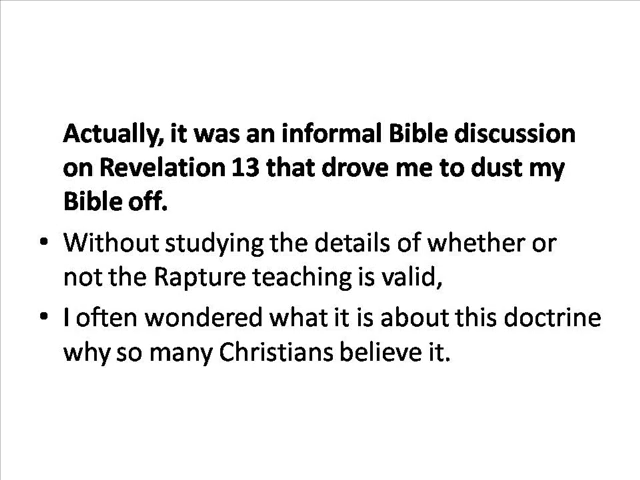 Actually, it was an informal Bible discussion
on Revelation 13 that drove me to dust my
Bible off.
• Without studying the details of whether or
not the Rapture teaching is valid,
• I often wondered what it is about this doctrine
why so many Christians believe it.